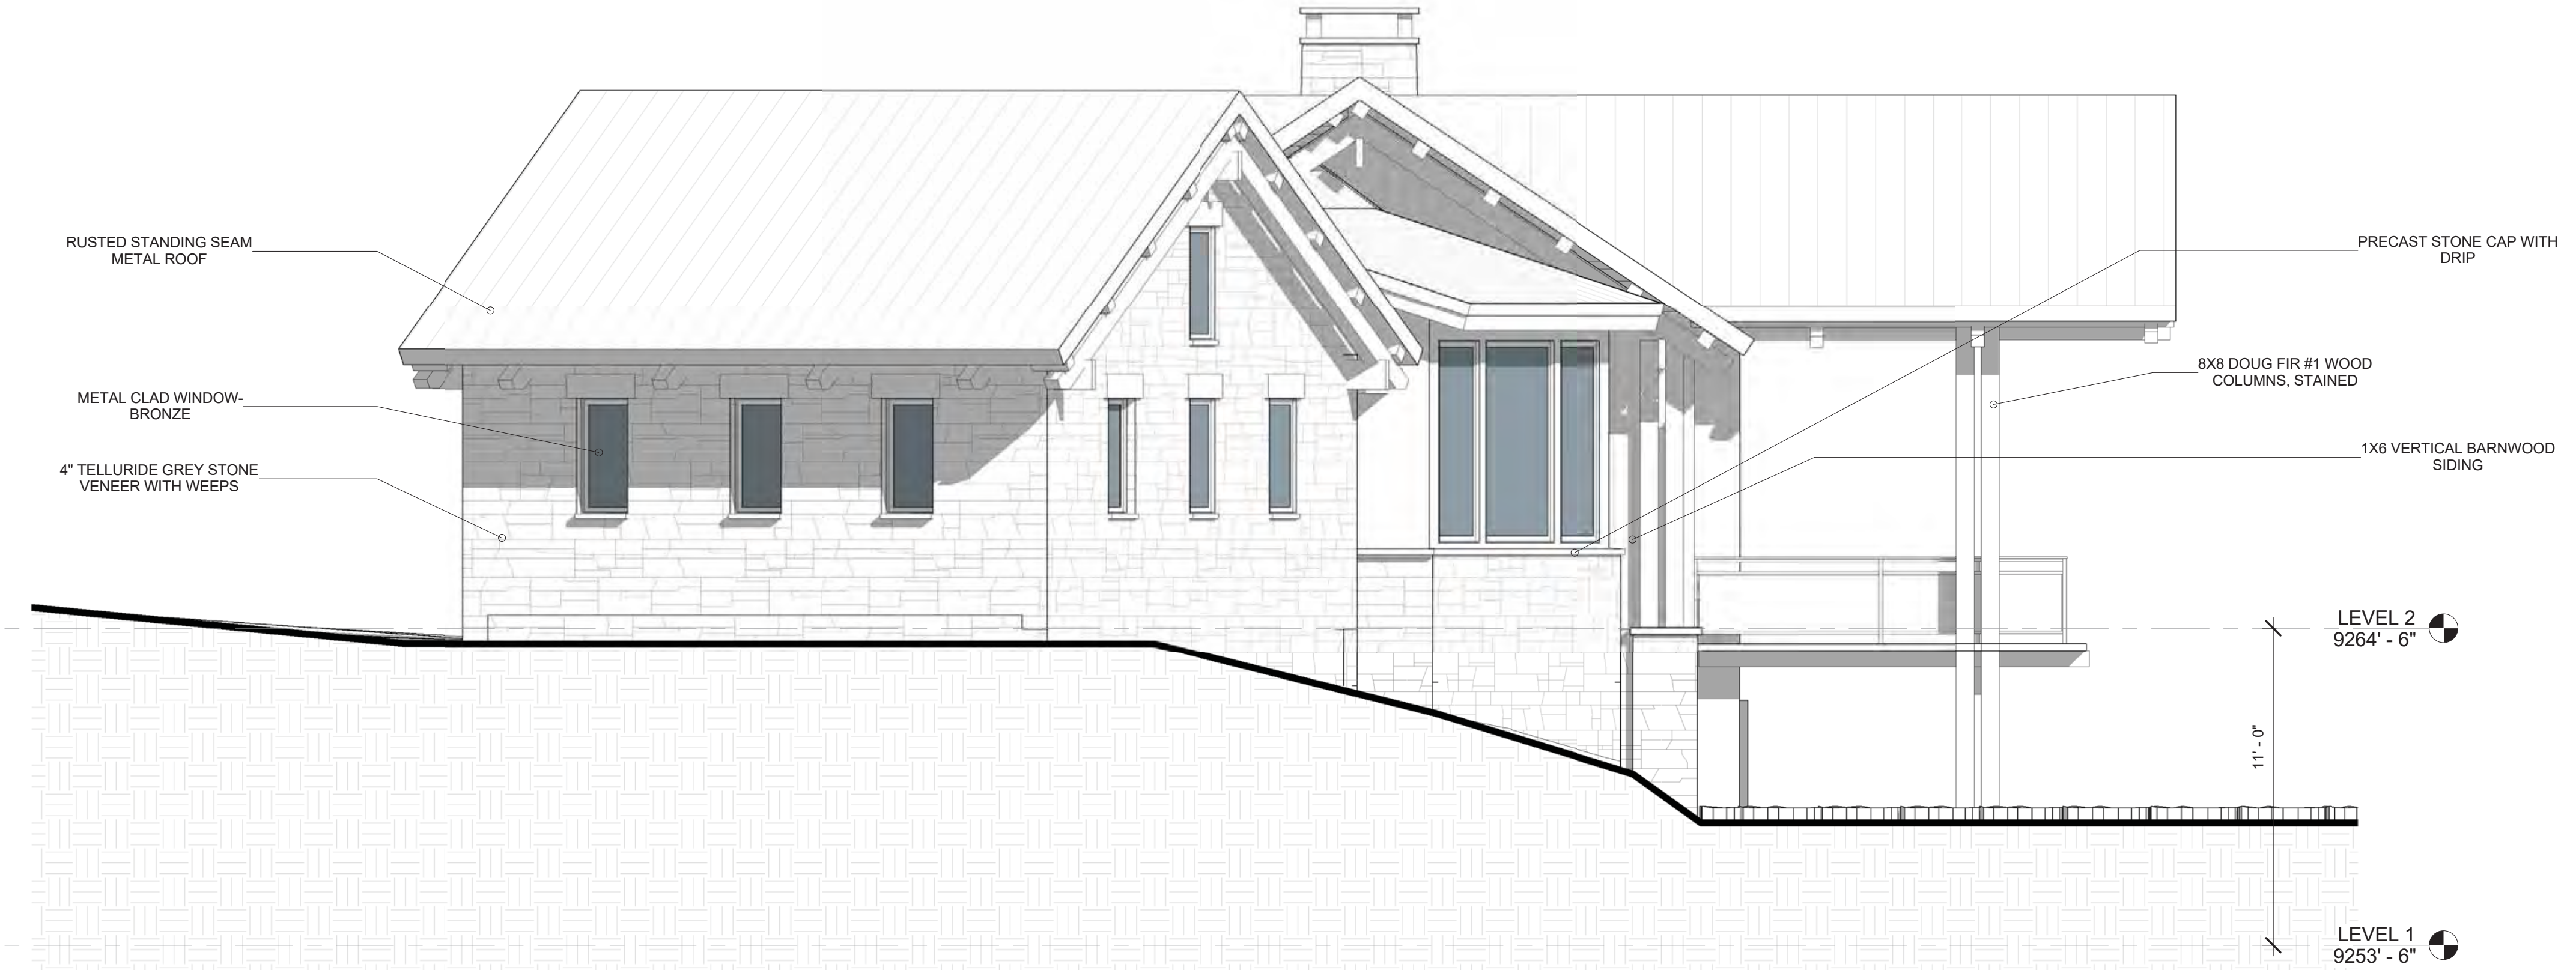 RUSTED STANDING SEAM
METAL ROOF
METAL CLAD WINDOW-
BRONZE
4" TELLURIDE GREY STONE
VENEER WITH WEEPS
PRECAST STONE CAP WITH
DRIP
8X8 DOUG FIR #1 WOOD
COLUMNS, STAINED
1X6 VERTICAL BARNWOOD
SIDING
LEVEL 2
9264' - 6"
11' - 0"
LEVEL 1
9253' - 6"